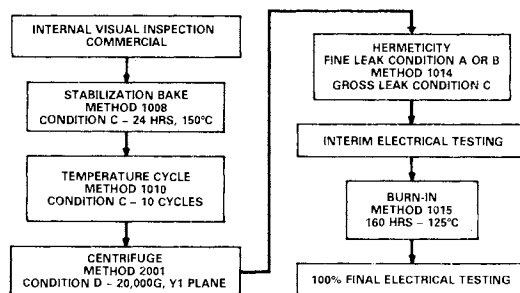 INTERNAL VISUAL INSPECTION
COMMERCIAL
STABILIZATION BAKE
METHOD 1008
CONDITION C – 24 HRS, 150°C
TEMPERATURE CYCLE
METHOD 1010
CONDITION C – 10 CYCLES
CENTRIFUGE
METHOD 2001
CONDITION D – 20,000G, Y1 PLANE
HERMETICITY
FINE LEAK CONDITION A OR B
METHOD 1014
GROSS LEAK CONDITION C
INTERIM ELECTRICAL TESTING
BURN-IN
METHOD 1015
160 HRS – 125°C
100% FINAL ELECTRICAL TESTING